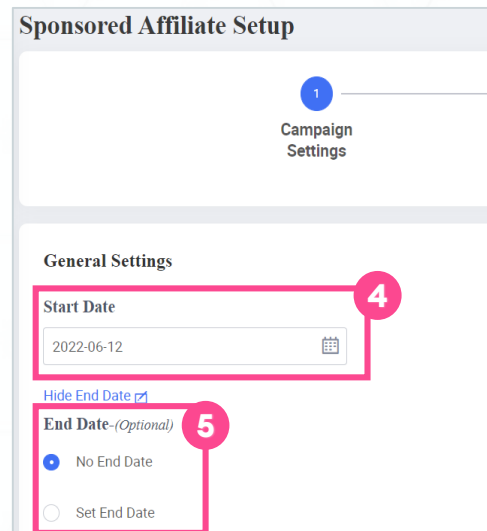 Sponsored Affiliate Setup
1
Campaign
Settings
General Settings
4
Start Date
2022-06-12
Hide End Date
End Date-(Optional)
5
No End Date
Set End Date